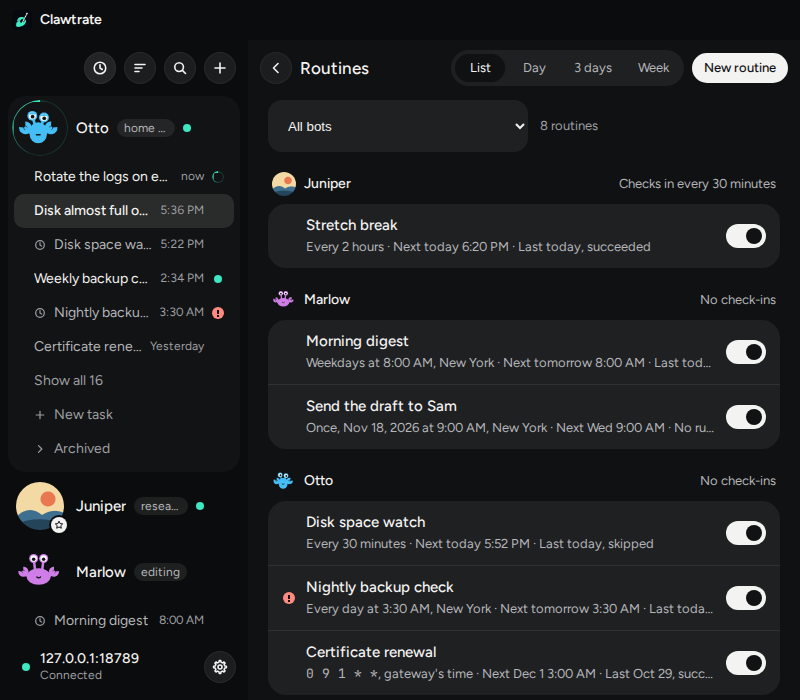 Clawtrate
Otto home ...
Rotate the logs on e... now
Disk almost full o... 5:36 PM
Disk space wa... 5:22 PM
Weekly backup c... 2:34 PM
Nightly backu... 3:30 AM
Certificate rene... Yesterday
Show all 16
New task
Archived
Juniper resea...
Marlow editing
Morning digest 8:00 AM
127.0.0.1:18789
Connected
Routines List Day 3 days Week New routine
All bots 8 routines
Juniper Checks in every 30 minutes
Stretch break
Every 2 hours · Next today 6:20 PM · Last today, succeeded
Marlow No check-ins
Morning digest
Weekdays at 8:00 AM, New York · Next tomorrow 8:00 AM · Last tod...
Send the draft to Sam
Once, Nov 18, 2026 at 9:00 AM, New York · Next Wed 9:00 AM · No ru...
Otto No check-ins
Disk space watch
Every 30 minutes · Next today 5:52 PM · Last today, skipped
Nightly backup check
Every day at 3:30 AM, New York · Next tomorrow 3:30 AM · Last toda...
Certificate renewal
0 9 1 * *, gateway's time · Next Dec 1 3:00 AM · Last Oct 29, succ...